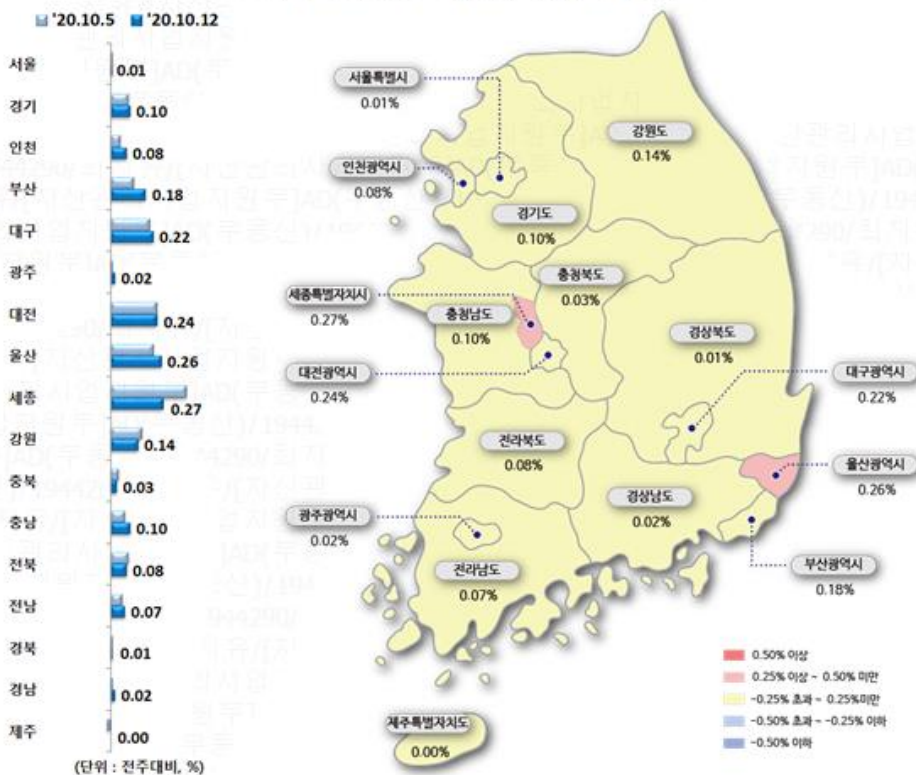 '20.10.5 '20.10.12
서울 0.01
경기 0.10
인천 0.08
부산 0.18
대구 0.22
광주 0.02
대전 0.24
울산 0.26
세종 0.27
강원 0.14
충북 0.03
충남 0.10
전북 0.08
전남 0.07
경북 0.01
경남 0.02
제주 0.00
(단위 : 전주대비, %)
서울특별시
0.01%
강원도
0.14%
인천광역시
0.08%
경기도
0.10%
충청북도
0.03%
세종특별자치시
0.27%
충청남도
0.10%
경상북도
0.01%
대전광역시
0.24%
대구광역시
0.22%
전라북도
0.08%
울산광역시
0.26%
경상남도
0.02%
광주광역시
0.02%
부산광역시
0.18%
전라남도
0.07%
제주특별자치도
0.00%
0.50% 이상
0.25% 이상 ~ 0.50% 미만
-0.25% 초과 ~ 0.25%미만
-0.50% 초과 ~ -0.25% 이하
-0.50% 이하